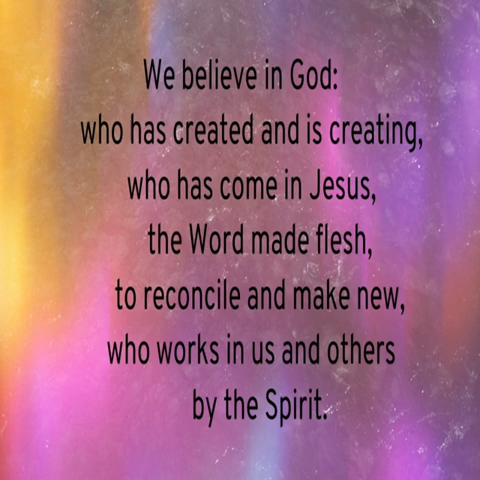 We believe in God:
who has created and is creating,
who has come in Jesus,
the Word made flesh,
to reconcile and make new,
who works in us and others
by the Spirit.